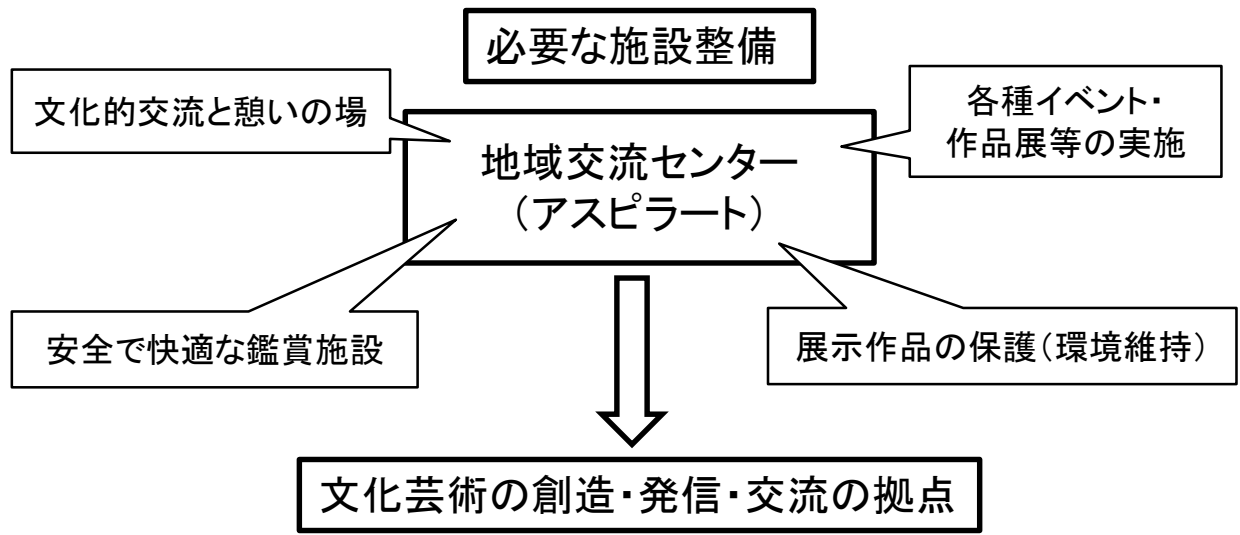 必要な施設整備
文化的交流と憩いの場
各種イベント・
作品展等の実施
地域交流センター
（アスピラート）
安全で快適な鑑賞施設
展示作品の保護（環境維持）
文化芸術の創造・発信・交流の拠点